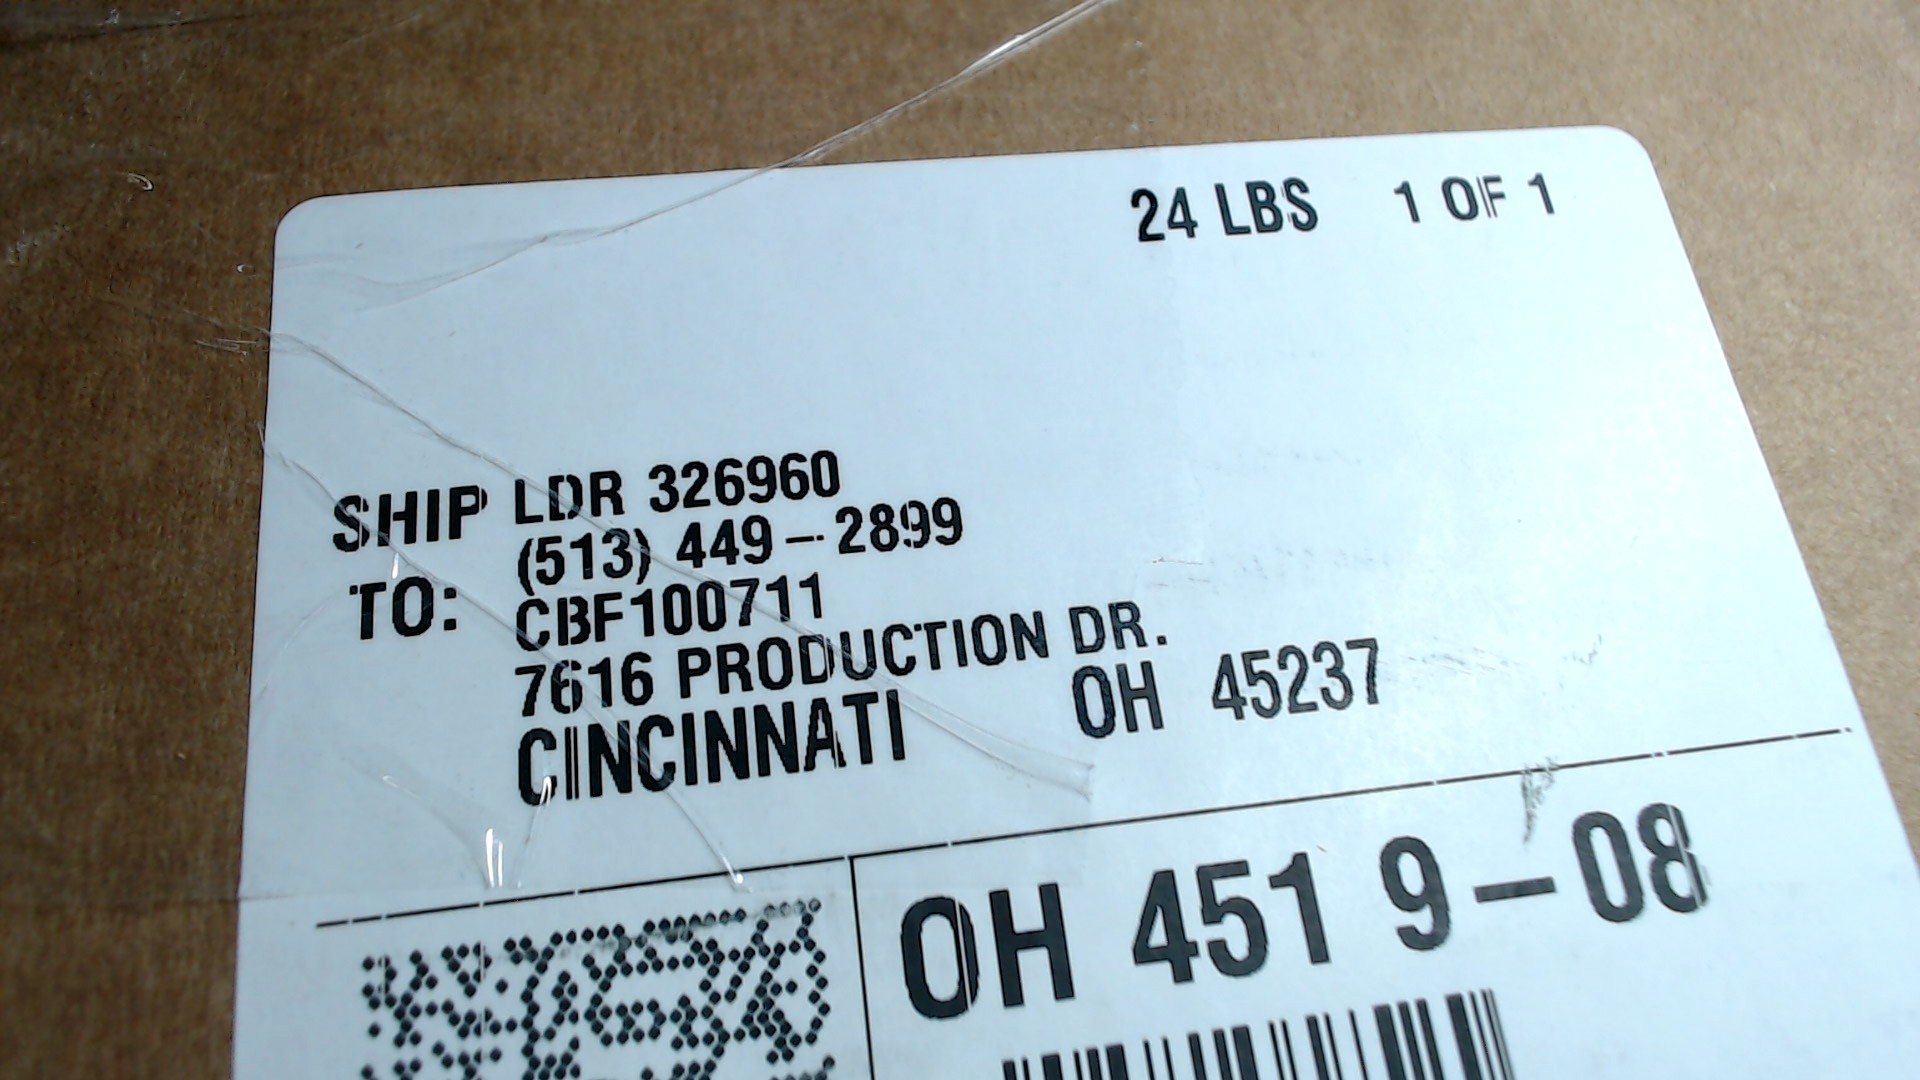 24 LBS 1 OF 1
SHIP TO:
LDR 326960
(513) 449-2899
CBF100711
7616 PRODUCTION DR.
CINCINNATI OH 45237
OH 451 9-08